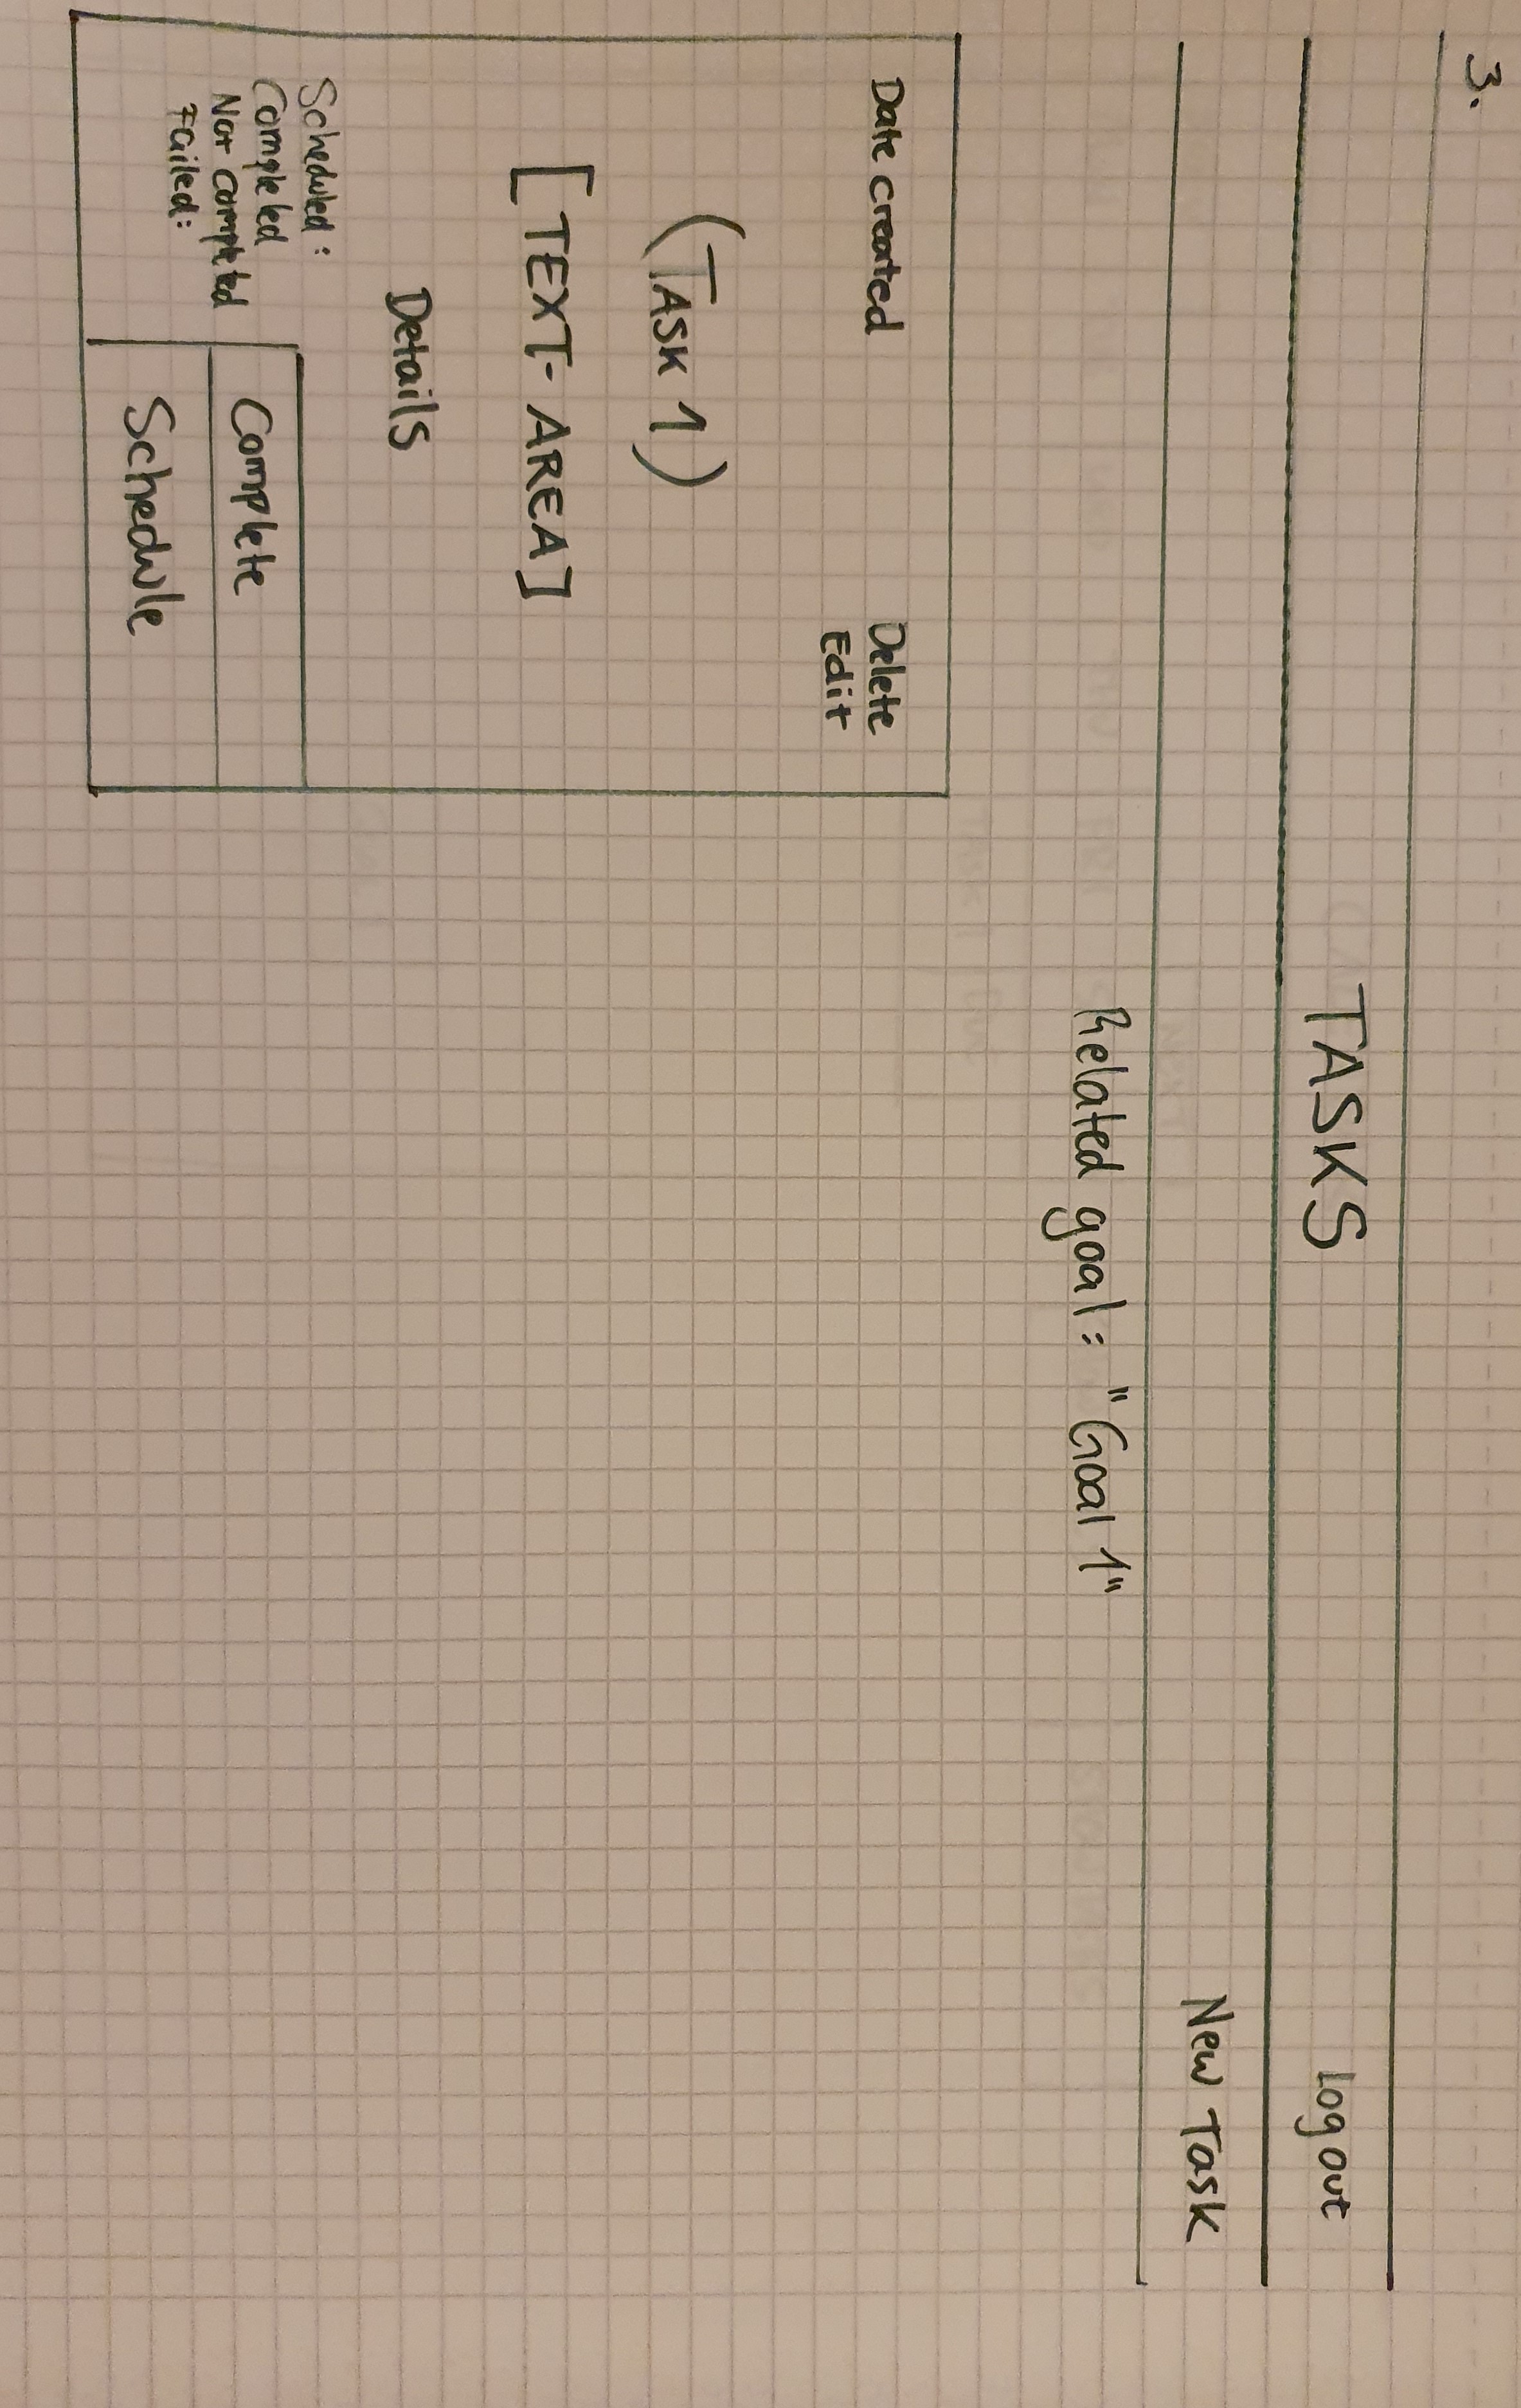 3.
TASKS
Log out
New Task
Related goal: "Goal 1"
Date created
Delete
Edit
(TASK 1)
[TEXT-AREA]
Details
Scheduled:
Completed
Not completed
Failed:
Complete
Schedule